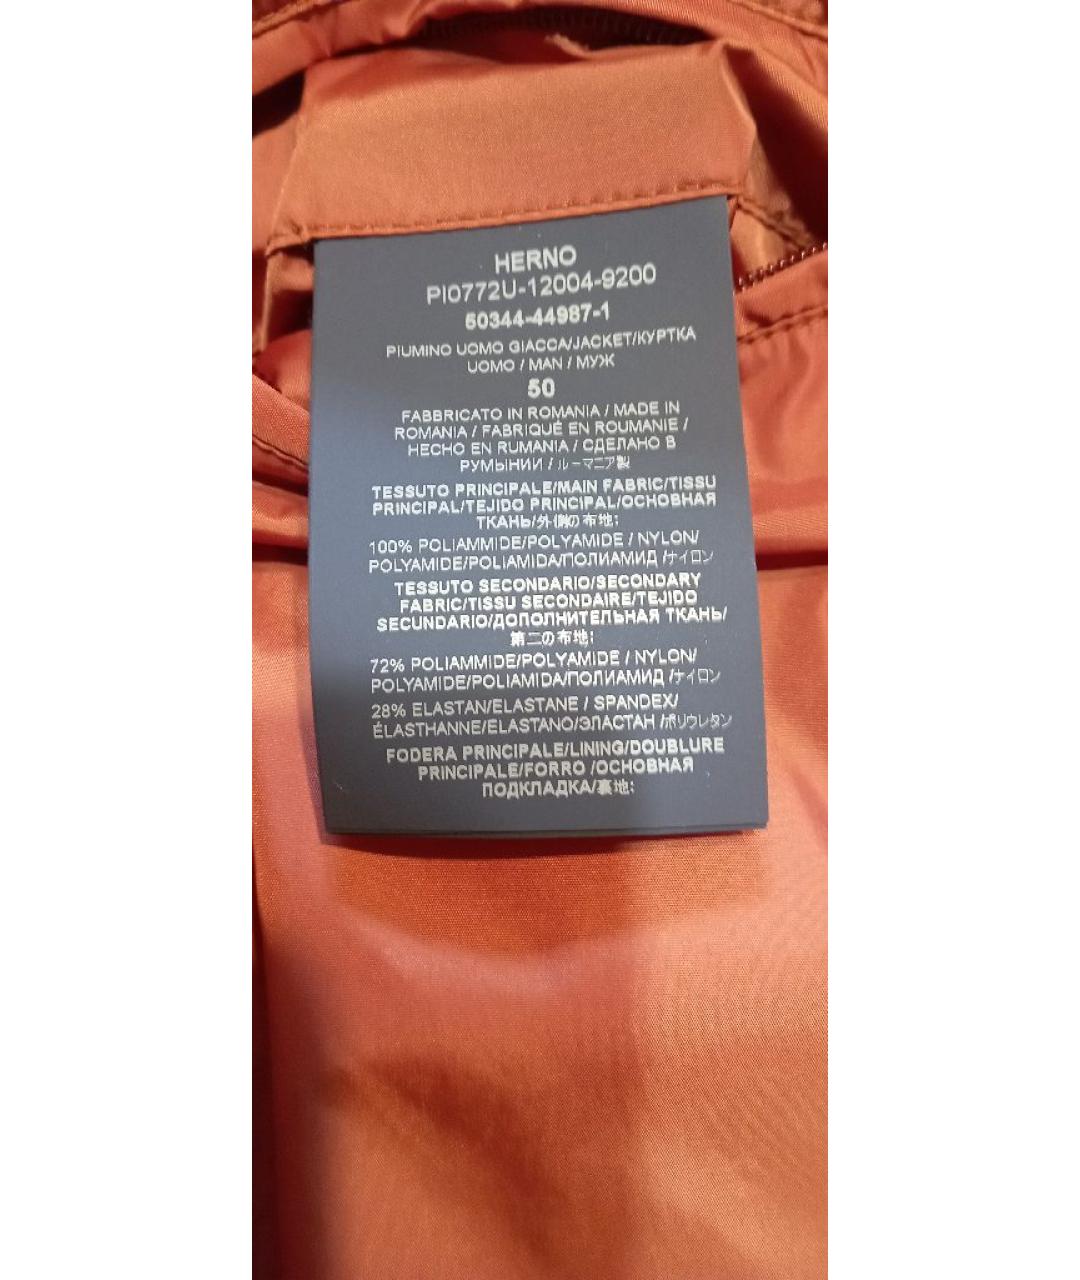 HERNO
PI0772U-12004-9200
50344-44987-1
PIUMINO UOMO GIACCA/JACKET/КУРТКА
UOMO / MAN / МУЖ
50
FABBRICATO IN ROMANIA / MADE IN
ROMANIA / FABRIQUÉ EN ROUMANIE /
HECHO EN RUMANIA / СДЕЛАНО В
РУМЫНИИ / ルーマニア製
TESSUTO PRINCIPALE/MAIN FABRIC/TISSU
PRINCIPAL/TEJIDO PRINCIPAL/ОСНОВНАЯ
ТКАНЬ/外側の布地:
100% POLIAMMIDE/POLYAMIDE / NYLON/
POLYAMIDE/POLIAMIDA/ПОЛИАМИД /ナイロン
TESSUTO SECONDARIO/SECONDARY
FABRIC/TISSU SECONDAIRE/TEJIDO
SECUNDARIO/ДОПОЛНИТЕЛЬНАЯ ТКАНЬ/
第二の布地:
72% POLIAMMIDE/POLYAMIDE / NYLON/
POLYAMIDE/POLIAMIDA/ПОЛИАМИД /ナイロン
28% ELASTAN/ELASTANE / SPANDEX/
ÉLASTHANNE/ELASTANO/ЭЛАСТАН /ポリウレタン
FODERA PRINCIPALE/LINING/DOUBLURE
PRINCIPALE/FORRO /ОСНОВНАЯ
ПОДКЛАДКА/裏地: